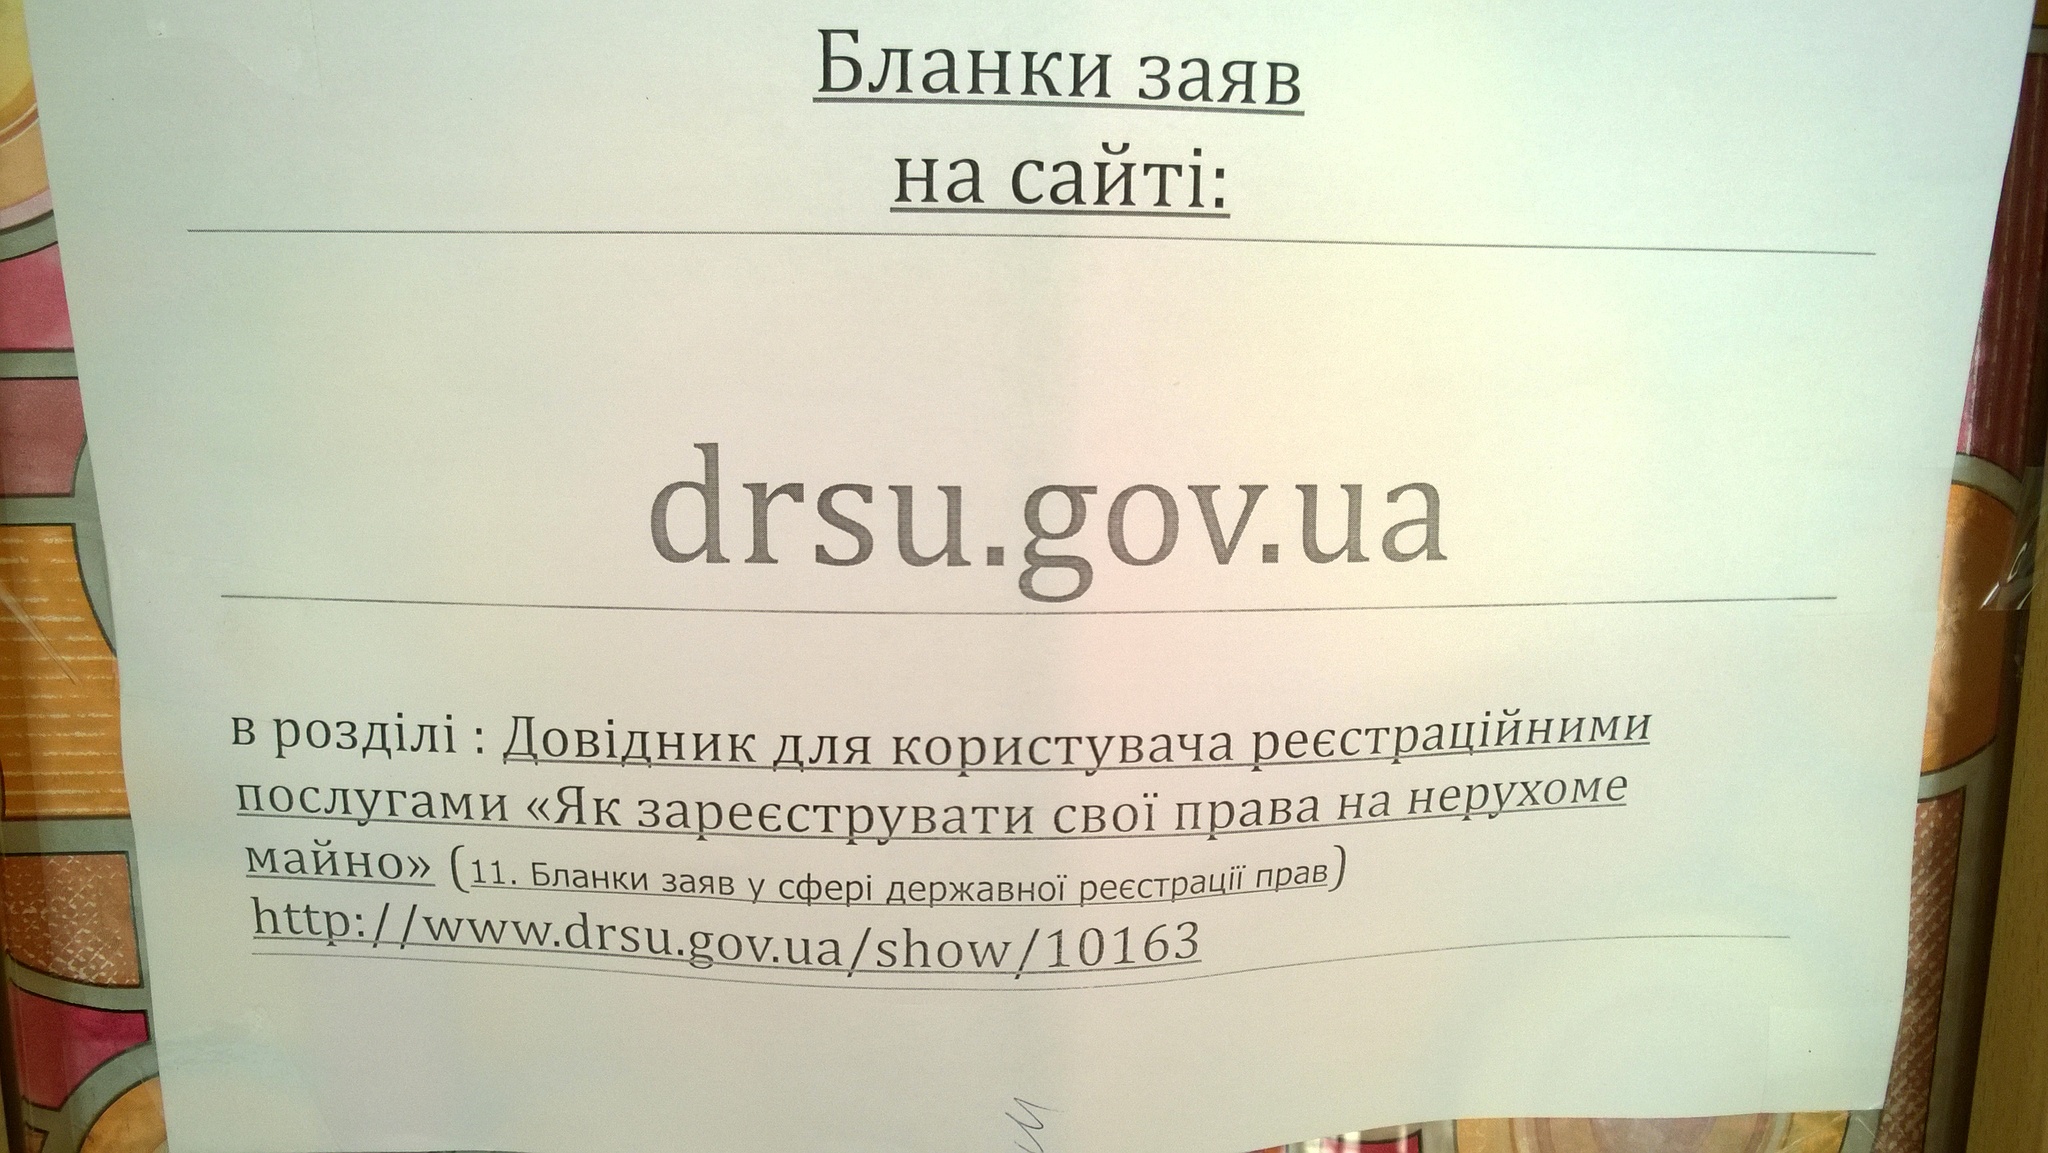 Бланки заяв
на сайті:
drsu.gov.ua
в розділі : Довідник для користувача реєстраційними
послугами «Як зареєструвати свої права на нерухоме
майно» (11. Бланки заяв у сфері державної реєстрації прав)
http://www.drsu.gov.ua/show/10163